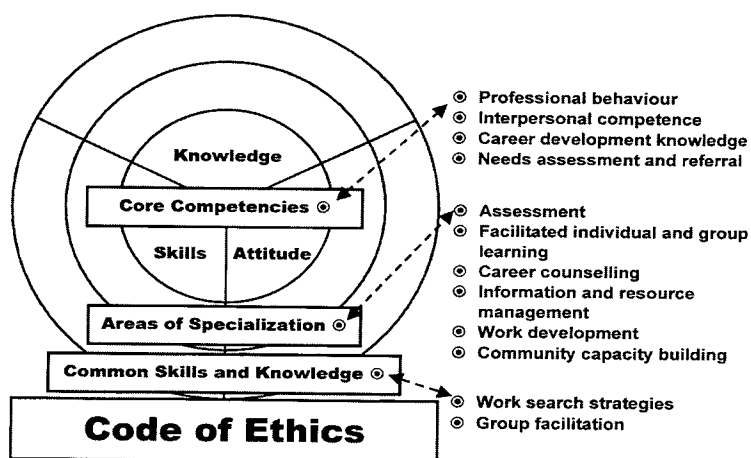 Knowledge
Core Competencies
Skills
Attitude
Areas of Specialization
Common Skills and Knowledge
Code of Ethics
Professional behaviour
Interpersonal competence
Career development knowledge
Needs assessment and referral
Assessment
Facilitated individual and group
learning
Career counselling
Information and resource
management
Work development
Community capacity building
Work search strategies
Group facilitation